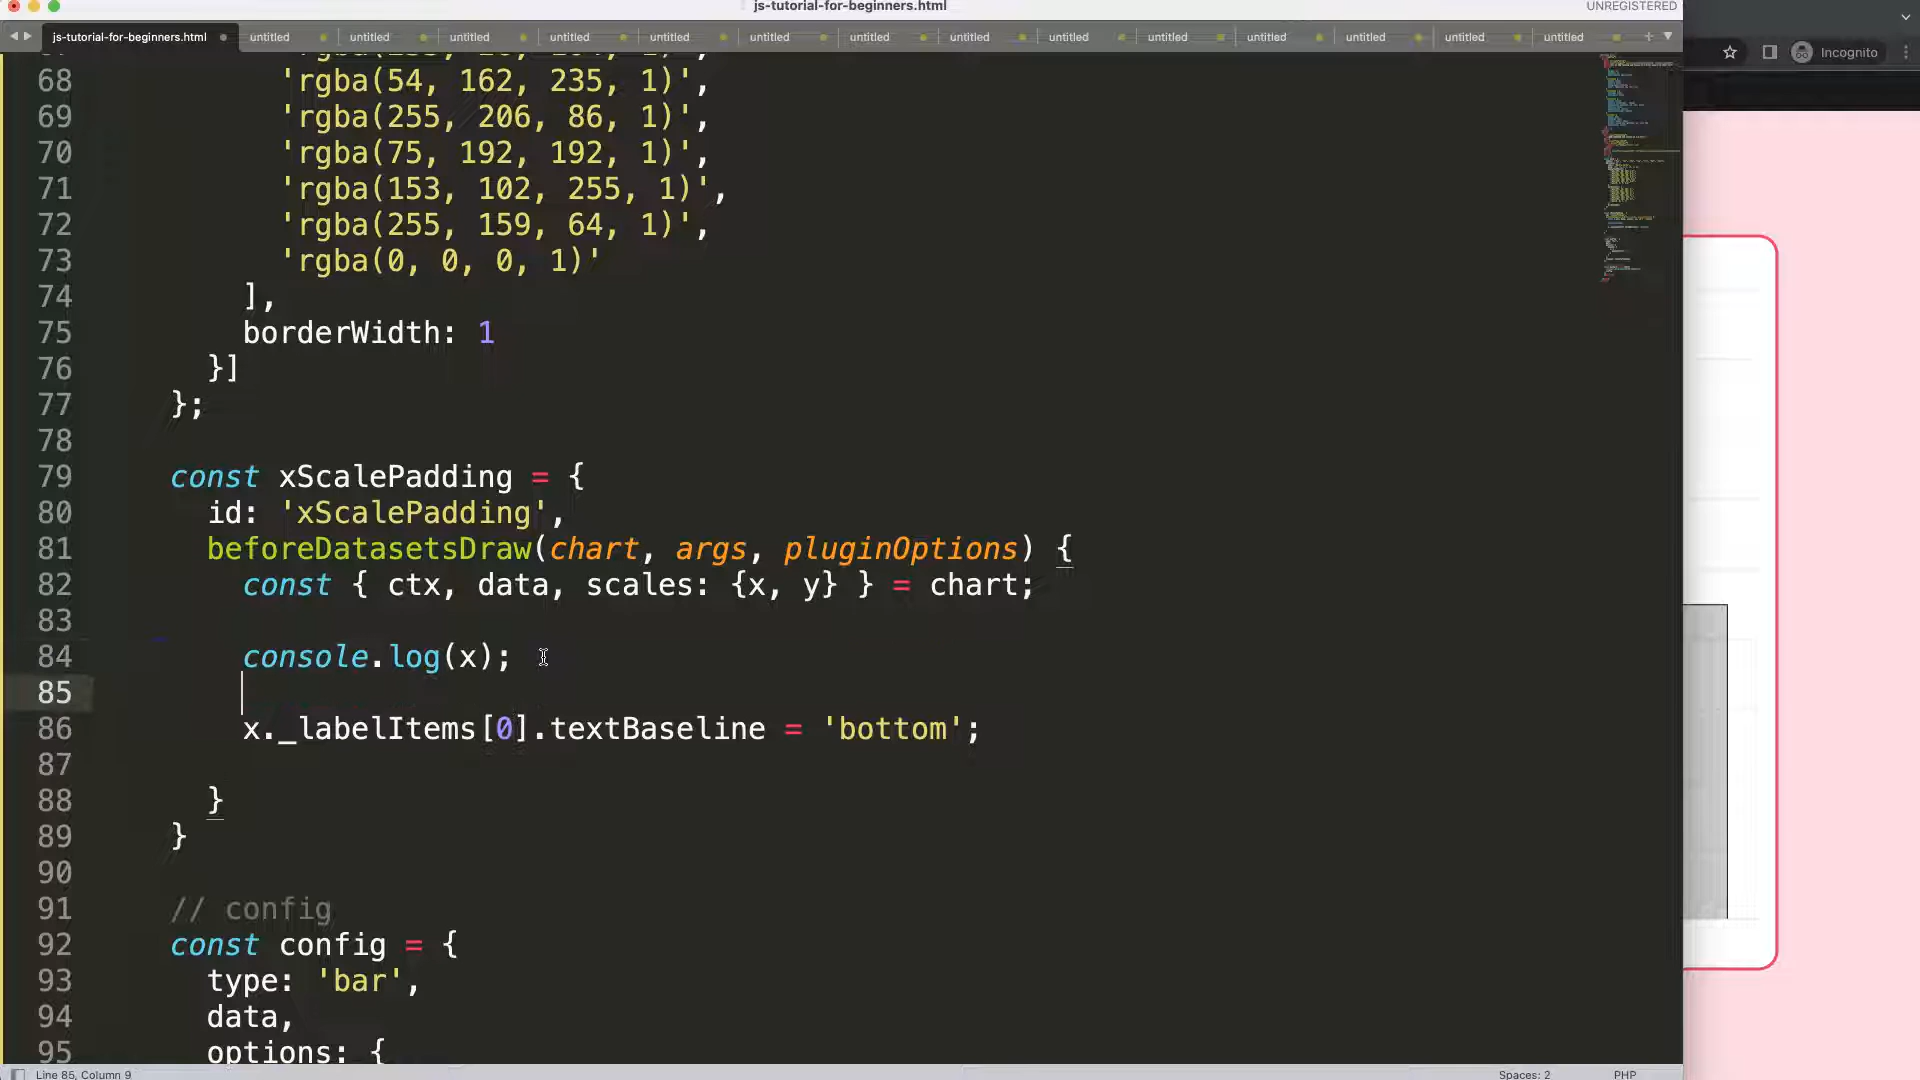 js-tutorial-for-beginners.html
UNREGISTERED
js-tutorial-for-beginners.html untitled untitled untitled untitled untitled untitled untitled untitled untitled untitled untitled untitled untitled untitled
Incognito
68 'rgba(54, 162, 235, 1)',
69 'rgba(255, 206, 86, 1)',
70 'rgba(75, 192, 192, 1)',
71 'rgba(153, 102, 255, 1)',
72 'rgba(255, 159, 64, 1)',
73 'rgba(0, 0, 0, 1)'
74 ],
75 borderWidth: 1
76 }]
77 };
78
79 const xScalePadding = {
80 id: 'xScalePadding',
81 beforeDatasetsDraw(chart, args, pluginOptions) {
82 const { ctx, data, scales: {x, y} } = chart;
83
84 console.log(x);
85
86 x._labelItems[0].textBaseline = 'bottom';
87
88 }
89 }
90
91 // config
92 const config = {
93 type: 'bar',
94 data,
95 options: {
Line 85, Column 9
Spaces: 2
PHP